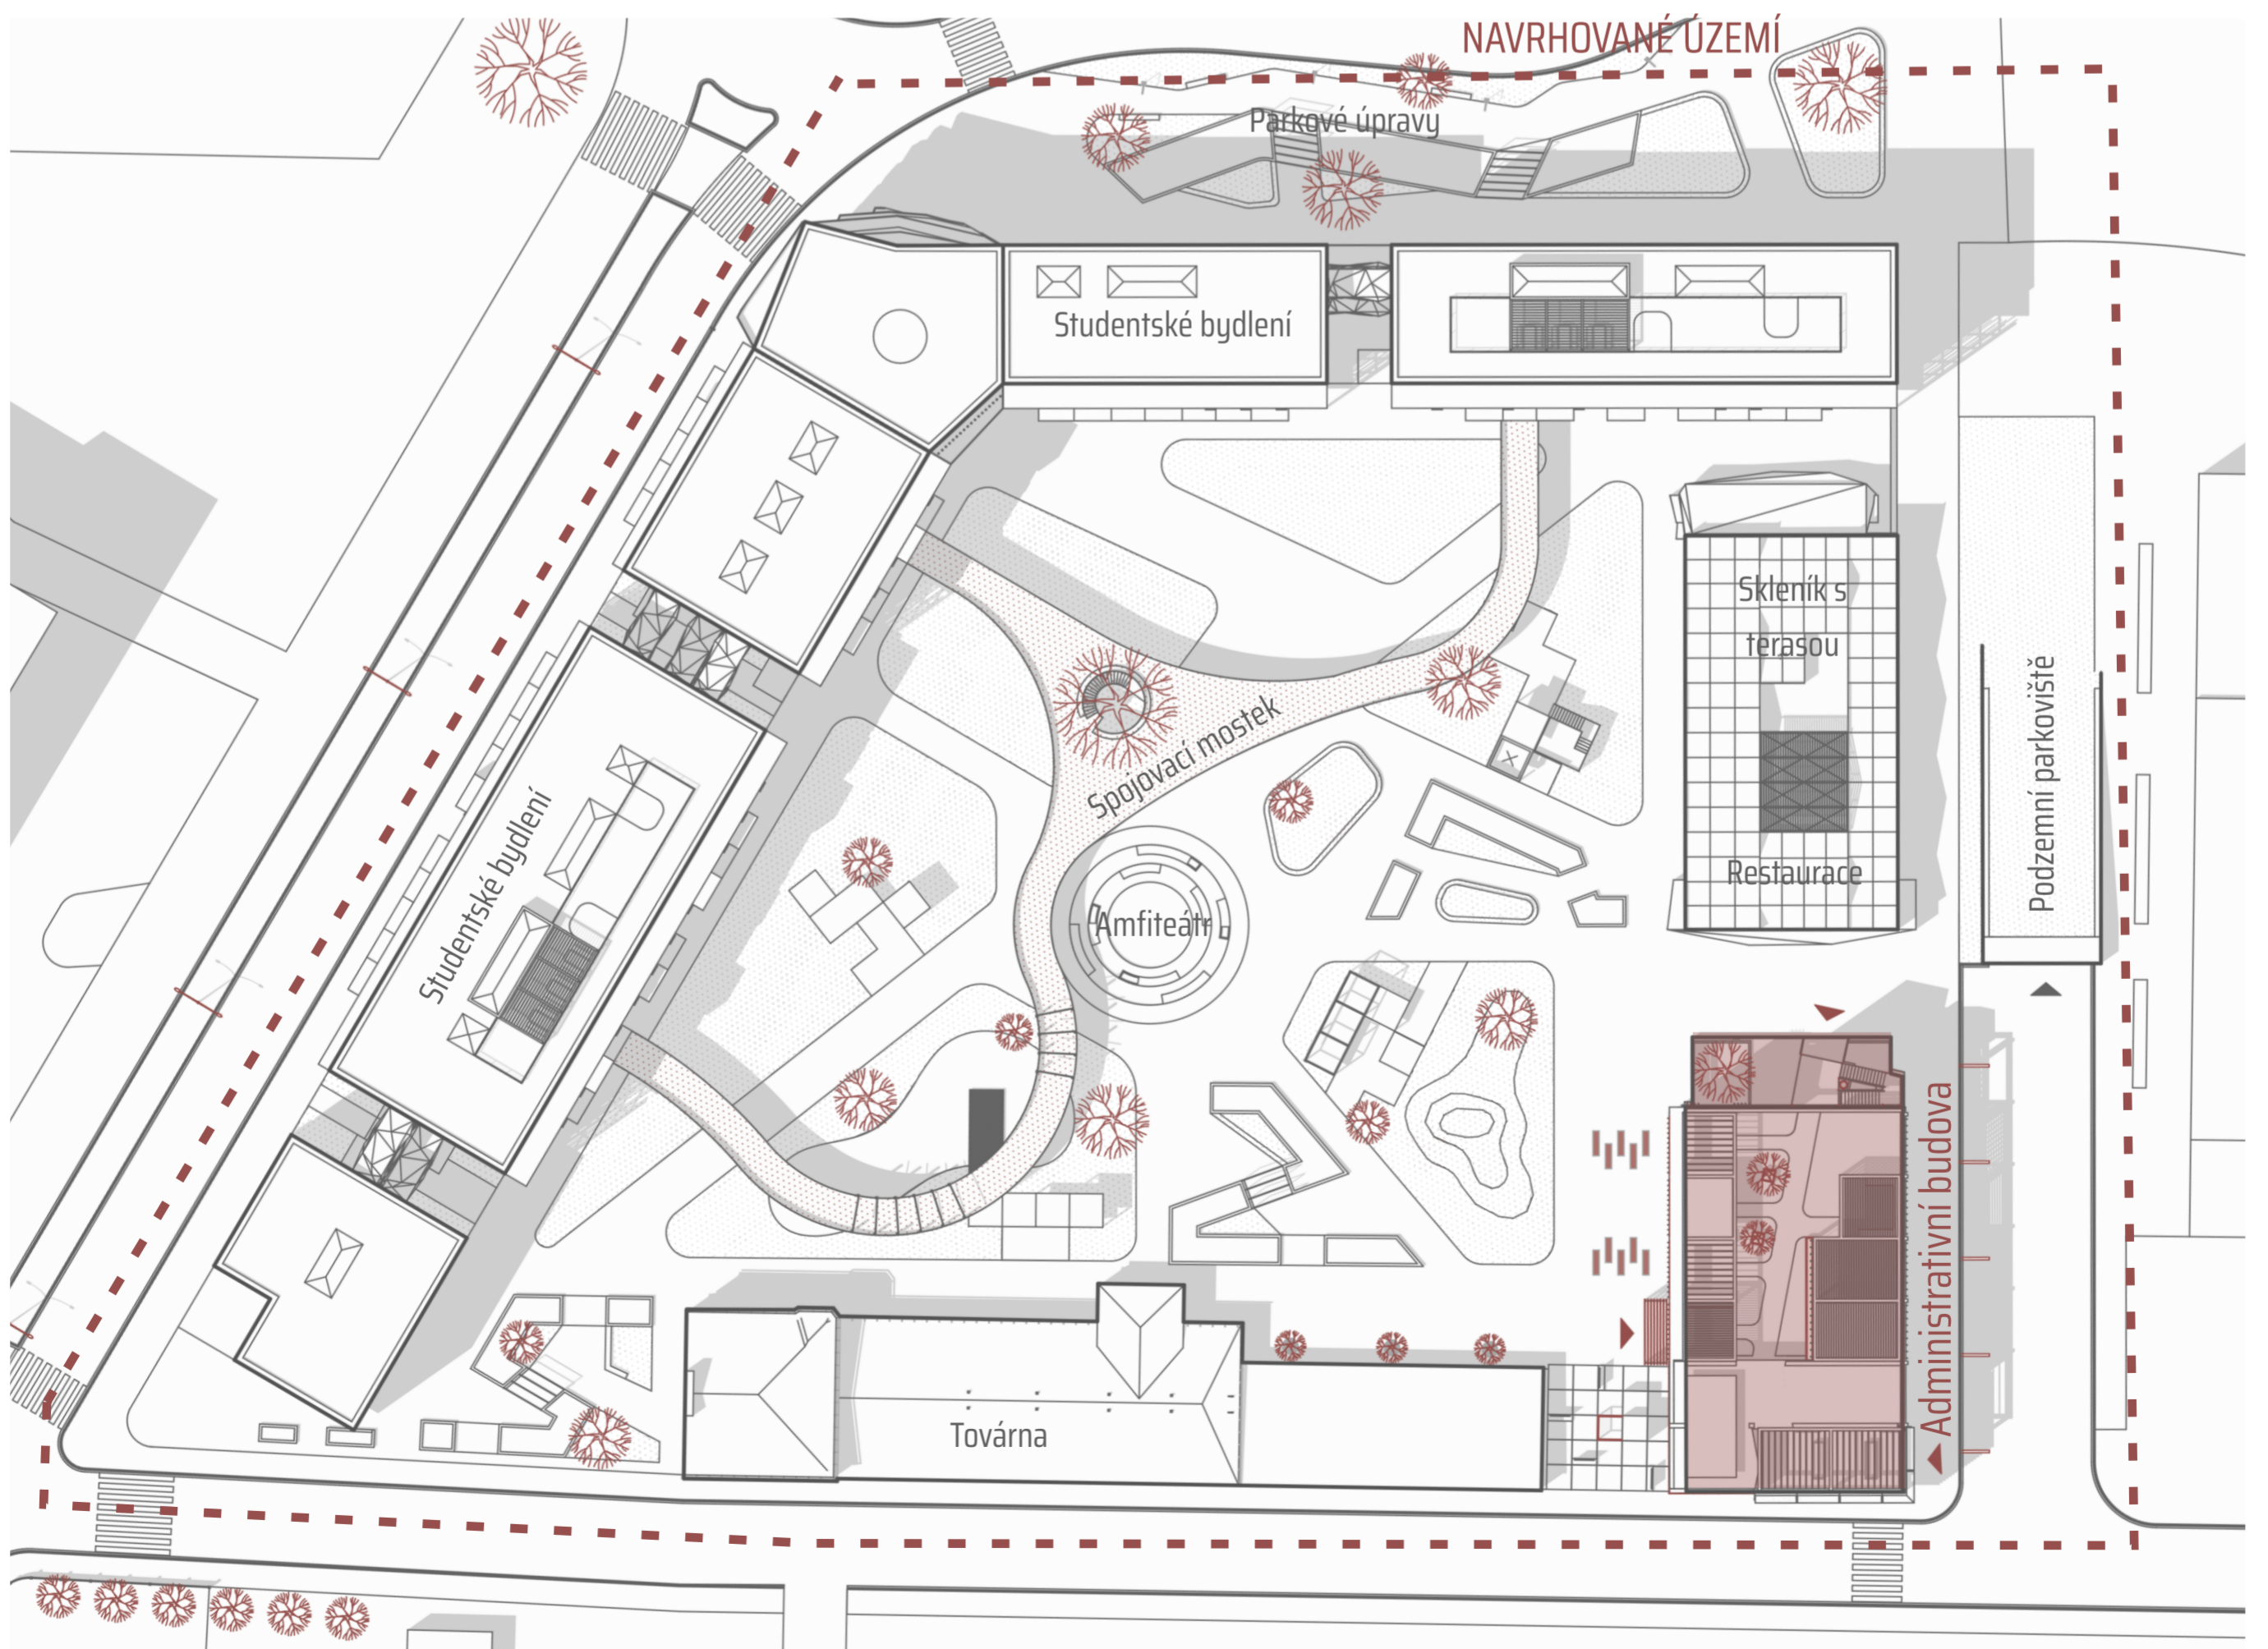 NAVRHOVANÉ ÚZEMÍ
Parkové úpravy
Studentské bydlení
Skleník s
terasou
Spojovací mostek
Podzemní parkoviště
Studentské bydlení
Restaurace
Amfiteátr
Administrativní budova
Továrna